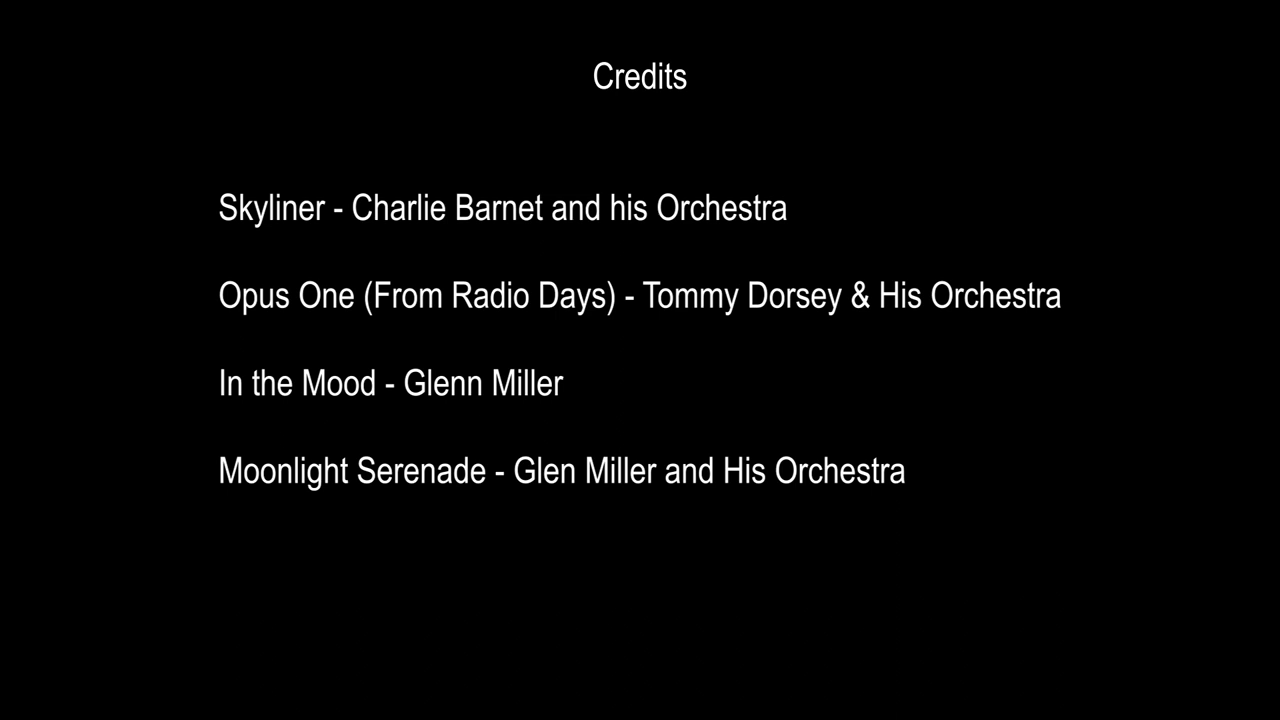 Credits
Skyliner - Charlie Barnet and his Orchestra
Opus One (From Radio Days) - Tommy Dorsey & His Orchestra
In the Mood - Glenn Miller
Moonlight Serenade - Glen Miller and His Orchestra